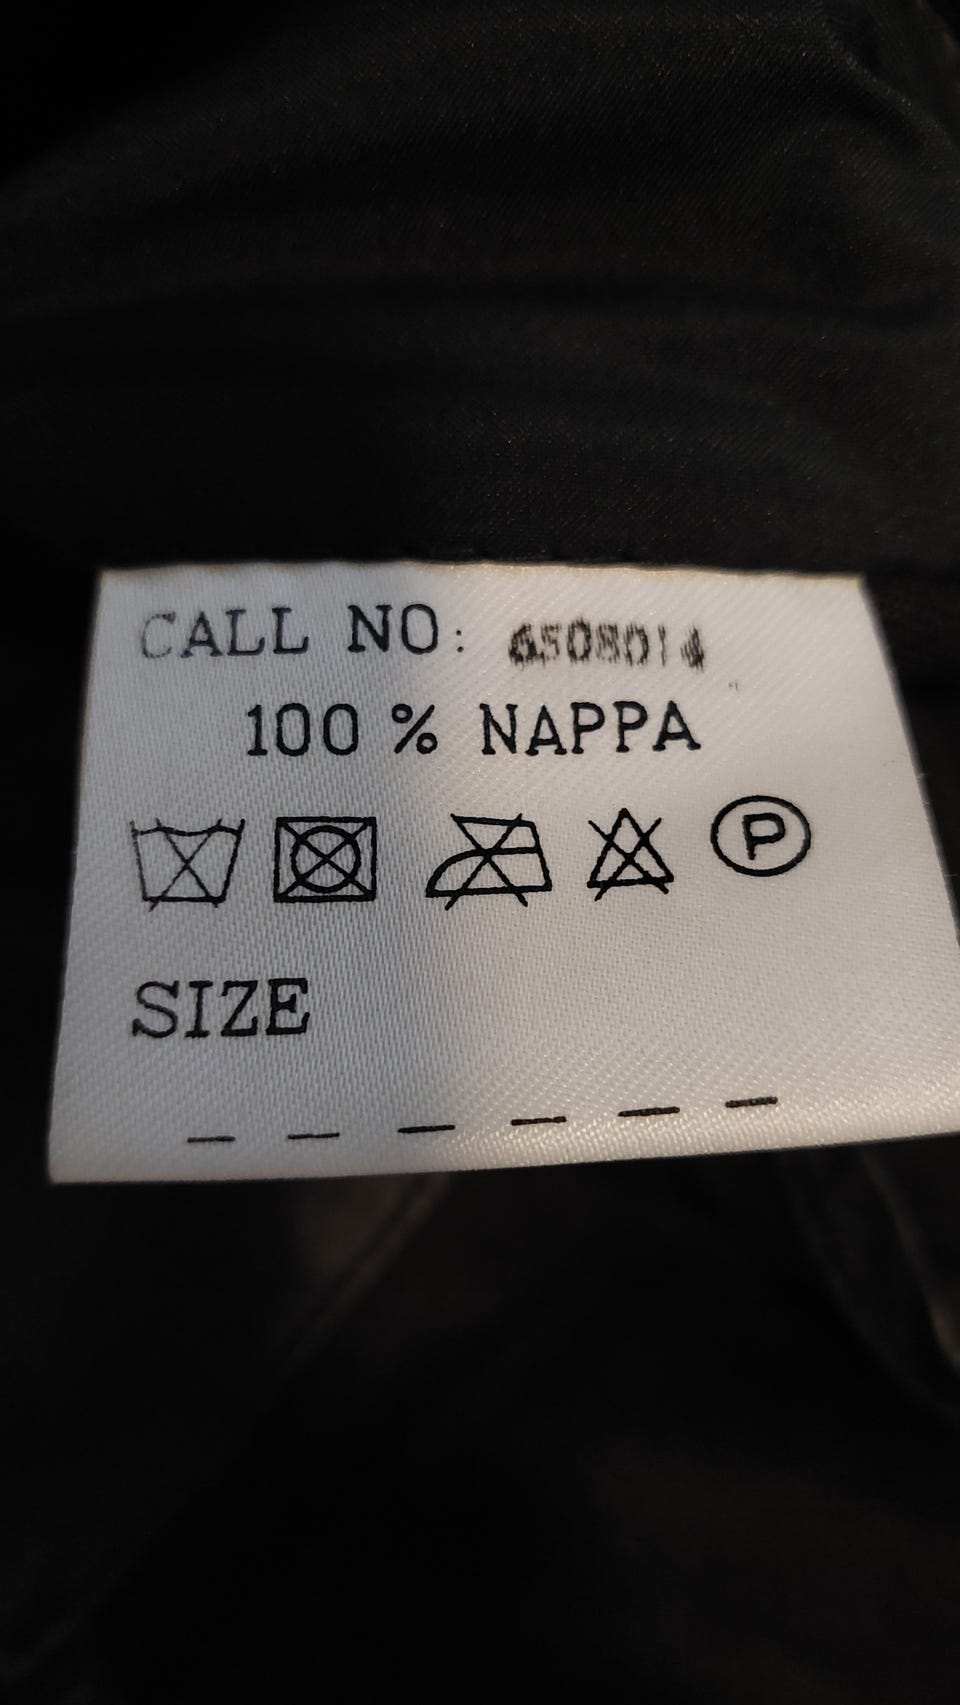 CALL NO: 6508014
100 % NAPPA
P
SIZE